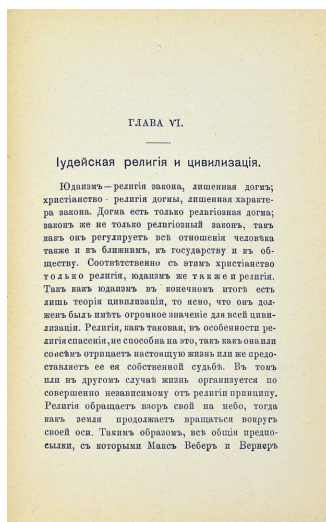 ГЛАВА VI.
Іудейская религія и цивилизація.
Юдаизмъ—религія закона, лишенная догмъ;
христіанство - религія догмы, лишенная характе-
ра закона. Догма есть только религіозная догма;
законъ же не только религіозный законъ, такъ
какъ онъ регулируетъ всѣ отношенія человѣка
также и къ ближнимъ, къ государству и къ об-
ществу. Соотвѣтственно съ этимъ христіанство
только религія, юдаизмъ же также и религія.
Такъ какъ юдаизмъ въ конечномъ итогѣ есть
лишь теорія цивилизаціи, то ясно, что онъ дол-
женъ былъ имѣть огромное значеніе для всей циви-
лизаціи. Религія, какъ таковая, въ особенности ре-
лигія спасенія, не способна на это, такъ какъ она или
совсѣмъ отрицаетъ настоящую жизнь или же предо-
ставляетъ ее ея собственной судьбѣ. Въ томъ
или въ другомъ случаѣ жизнь организуется по
совершенно независимому отъ религіи принципу.
Религія обращаетъ взоръ свой на небо, тогда
какъ земля продолжаетъ вращаться вокругъ
своей оси. Такимъ образомъ, всѣ общія предпо-
сылки, съ которыми Максъ Веберъ и Вернеръ